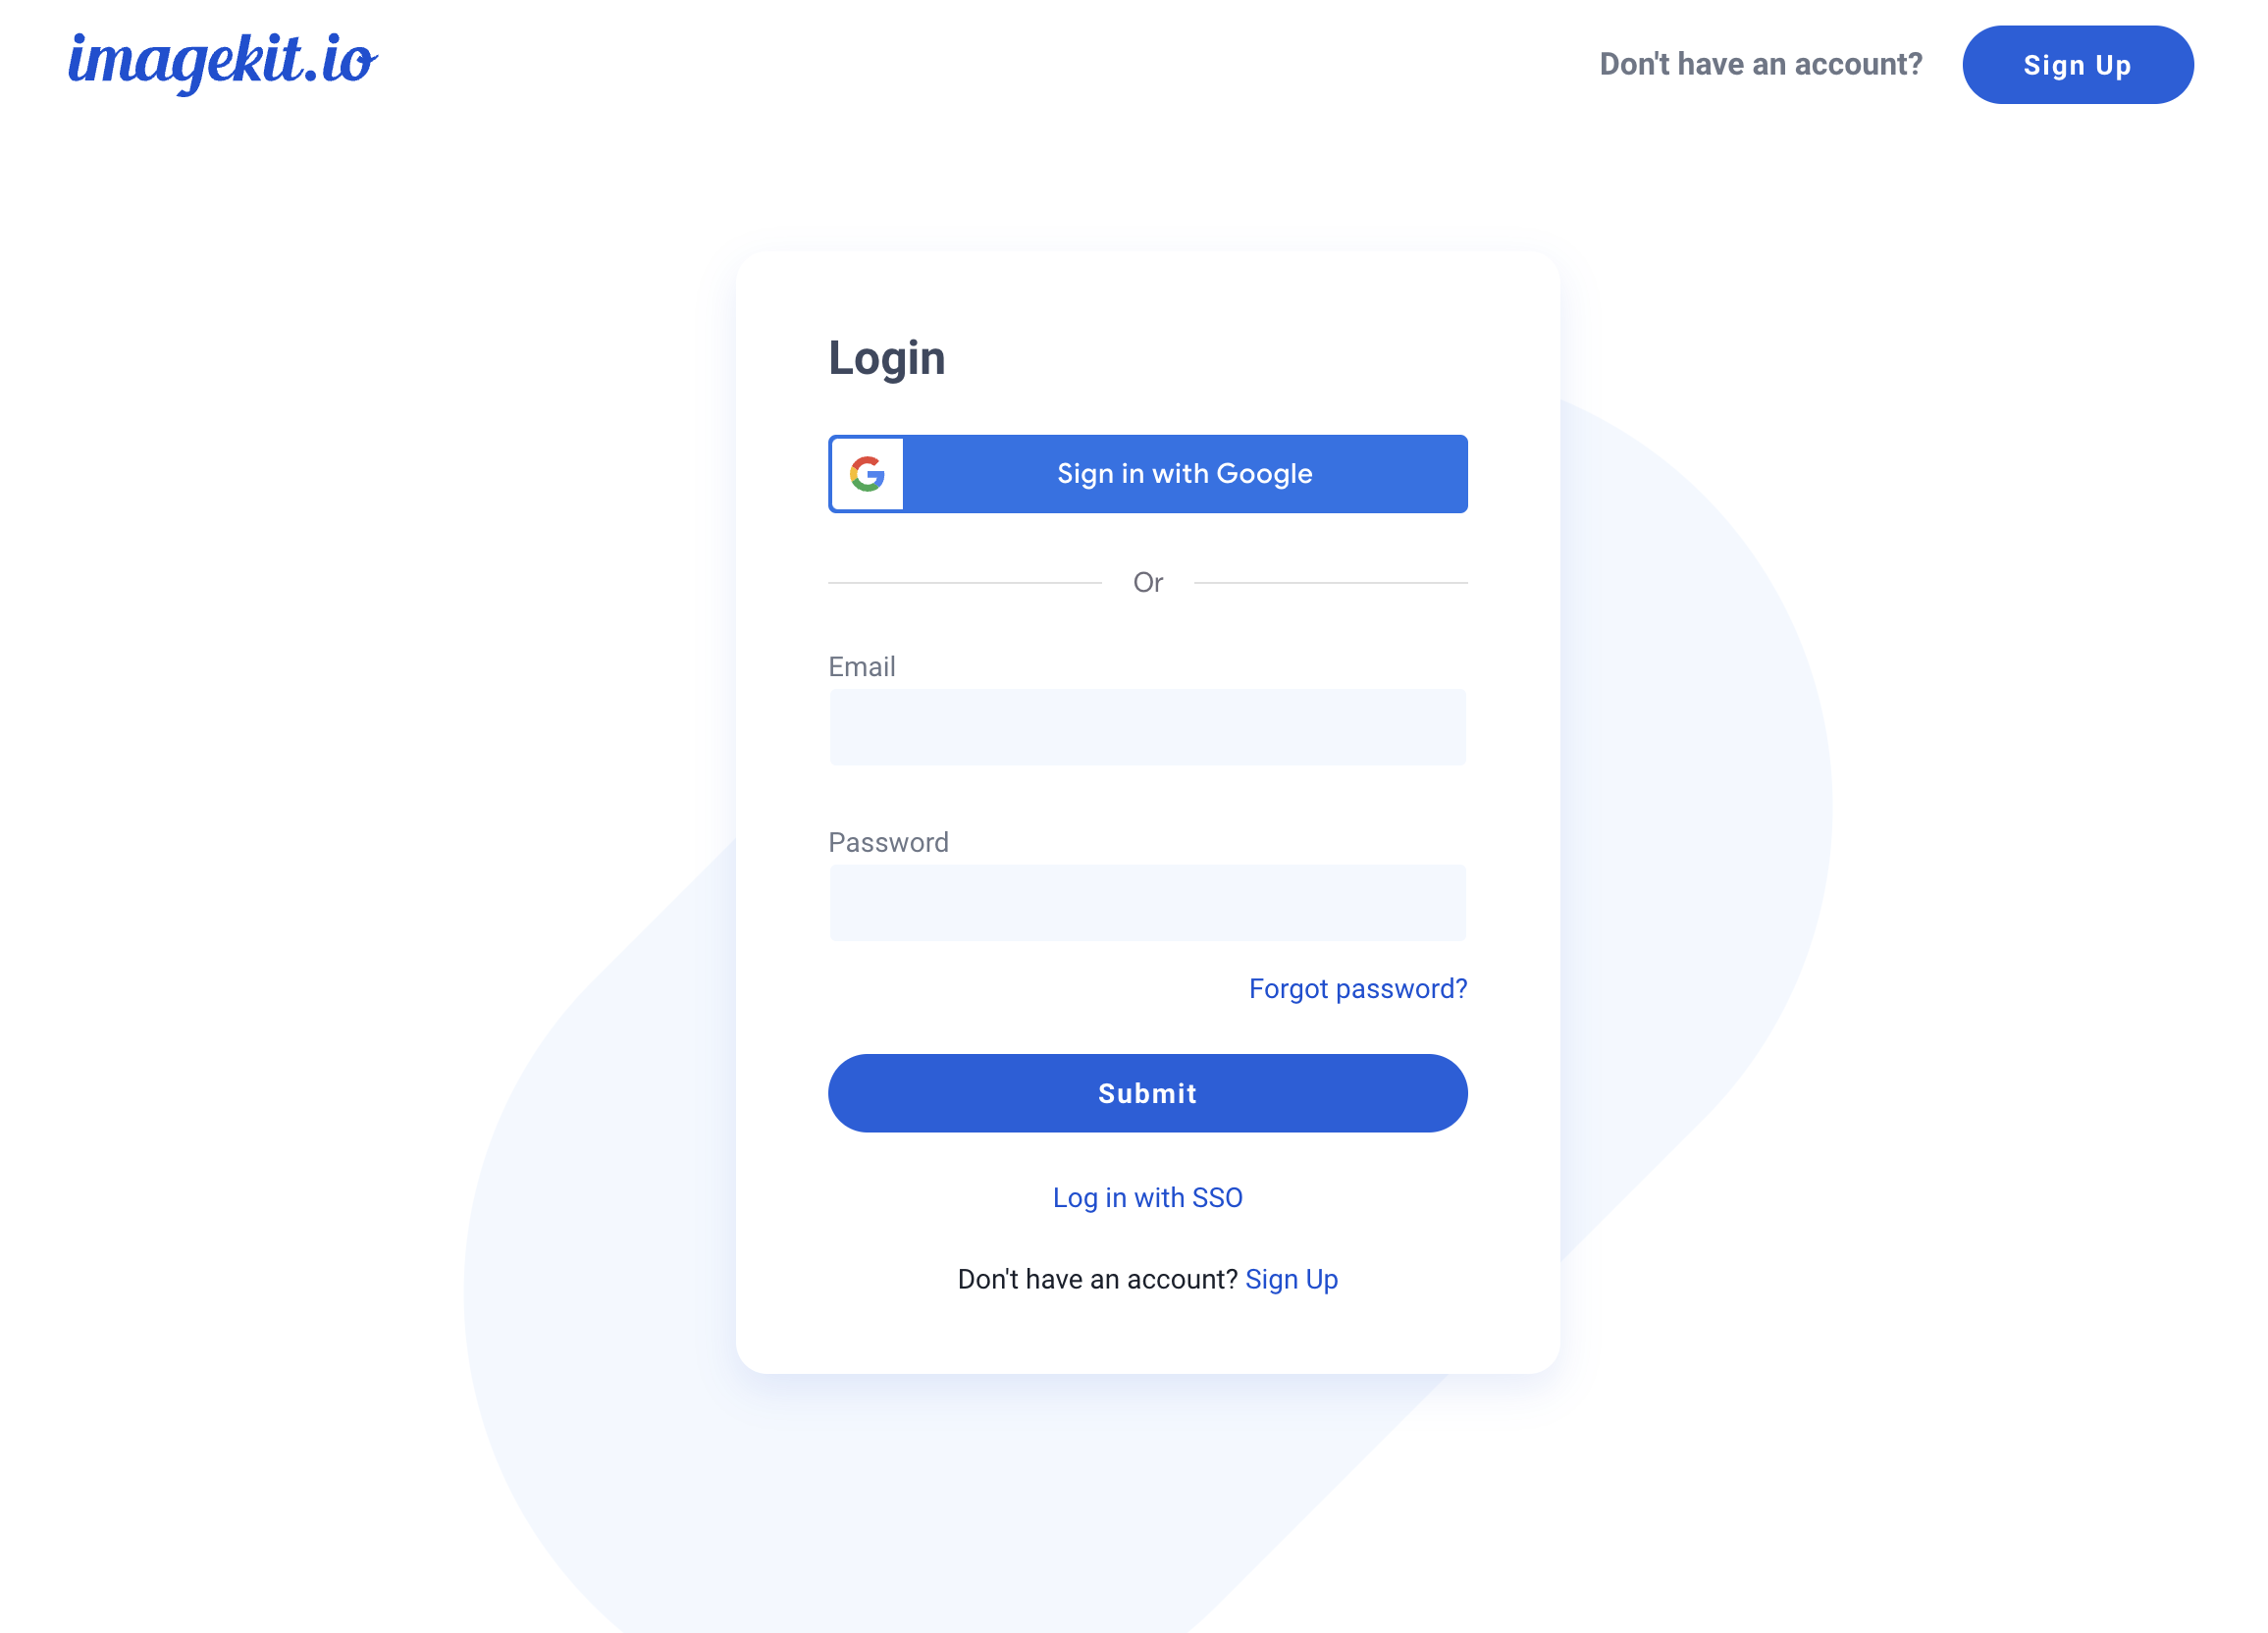 imagekit.io
Don't have an account?
Sign Up
Login
Sign in with Google
Or
Email
Password
Forgot password?
Submit
Log in with SSO
Don't have an account? Sign Up